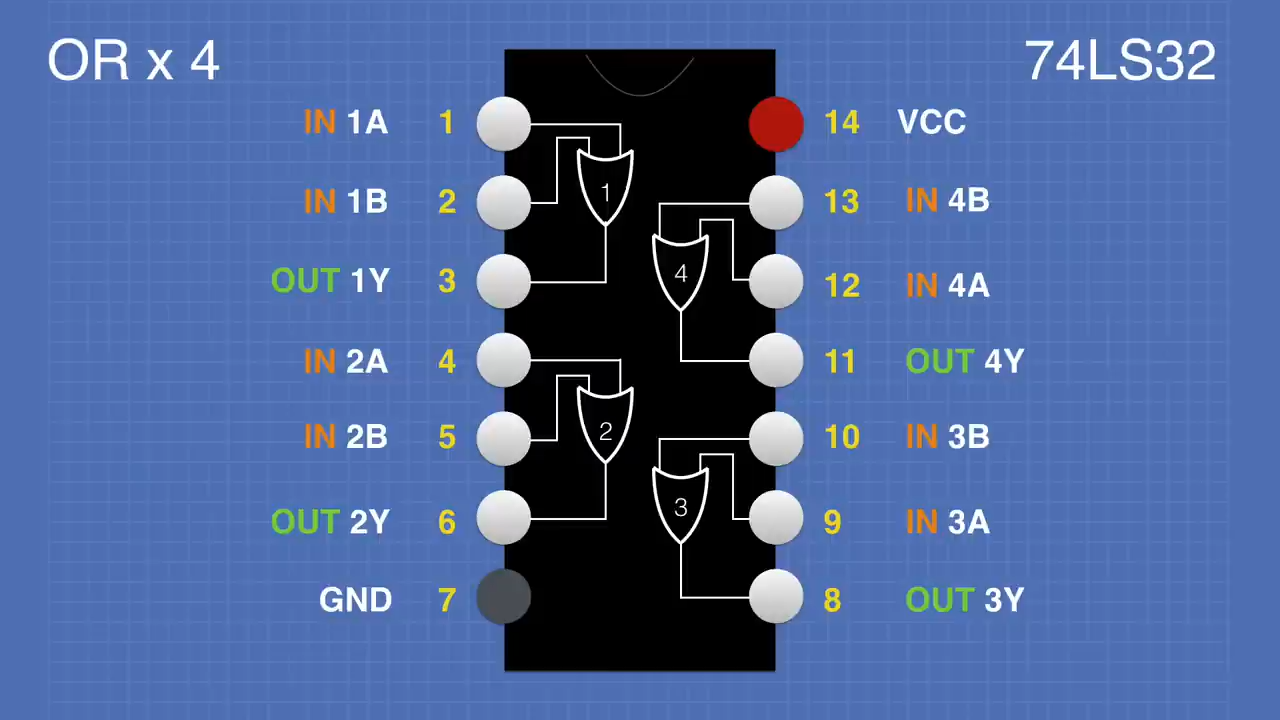 OR x 4
74LS32
IN 1A 1
IN 1B 2
OUT 1Y 3
IN 2A 4
IN 2B 5
OUT 2Y 6
GND 7
1
2
4
3
14 VCC
13 IN 4B
12 IN 4A
11 OUT 4Y
10 IN 3B
9 IN 3A
8 OUT 3Y